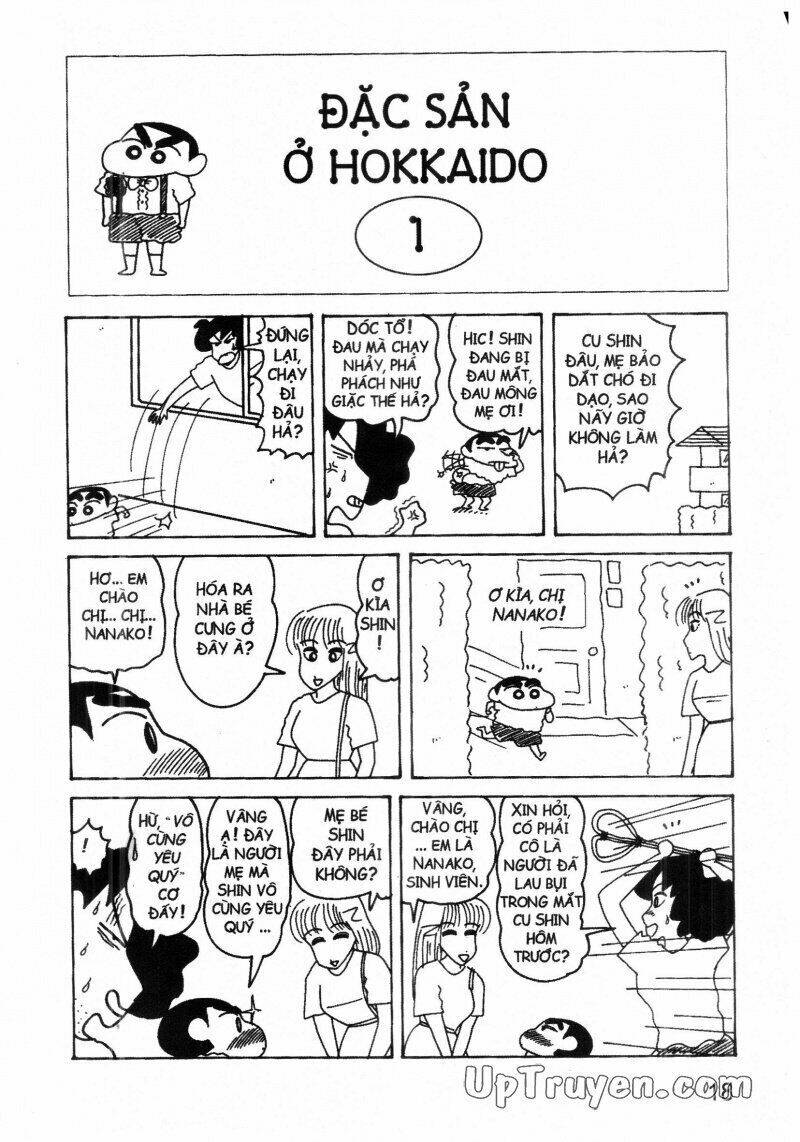 ĐẶC SẢN
Ở HOKKAIDO
1
CU SHIN
ĐÂU, MẸ BẢO
DẮT CHÓ ĐI
DẠO, SAO
NÃY GIỜ
KHÔNG LÀM
HẢ?
HIC! SHIN
ĐANG BỊ
ĐAU MẮT,
ĐAU MÔNG
MẸ ƠI!
DÓC TỔ!
ĐAU MÀ CHẠY
NHẢY, PHÁ
PHÁCH NHƯ
GIẶC THẾ HẢ?
ĐỨNG
LẠI,
CHẠY
ĐI
ĐÂU
HẢ?
Ơ KÌA, CHỊ
NANAKO!
Ơ
KÌA
SHIN
!
HÓA RA
NHÀ BÉ
CƯNG Ở
ĐÂY À?
HƠ... EM
CHÀO
CHỊ... CHỊ...
NANAKO!
XIN HỎI,
CÓ PHẢI
CÔ LÀ
NGƯỜI ĐÃ
LAU BỤI
TRONG MẮT
CU SHIN
HÔM
TRƯỚC?
VÂNG,
CHÀO CHỊ
... EM LÀ
NANAKO,
SINH VIÊN.
MẸ BÉ
SHIN
ĐÂY PHẢI
KHÔNG?
VÂNG
Ạ! ĐÂY
LÀ NGƯỜI
MẸ MÀ
SHIN VÔ
CÙNG YÊU
QUÝ ...
HỪ, "VÔ
CÙNG
YÊU
QUÝ"
CƠ
ĐẤY!
!
UpTruyen.com